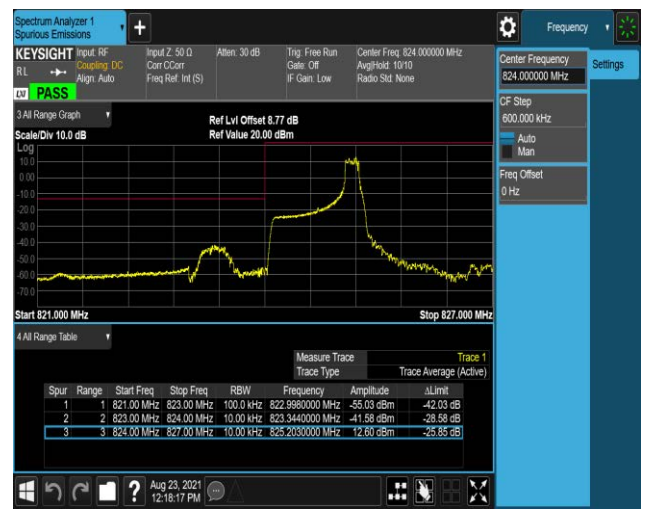 Spectrum Analyzer 1
Spurious Emissions
Frequency
KEYSIGHT Input: RF Input Z: 50 Ω Atten: 30 dB Trig: Free Run Center Freq: 824.000000 MHz
RL Coupling: DC Corr CCorr Gate: Off Avg|Hold: 10/10
Align: Auto Freq Ref: Int (S) IF Gain: Low Radio Std: None
LXI PASS
Center Frequency
824.000000 MHz
Settings
CF Step
600.000 kHz
Auto
Man
Freq Offset
0 Hz
3 All Range Graph
Ref Lvl Offset 8.77 dB
Scale/Div 10.0 dB Ref Value 20.00 dBm
Log
10.0
0.00
-10.0
-20.0
-30.0
-40.0
-50.0
-60.0
-70.0
Start 821.000 MHz Stop 827.000 MHz
4 All Range Table
Measure Trace Trace 1
Trace Type Trace Average (Active)
Spur Range Start Freq Stop Freq RBW Frequency Amplitude ΔLimit
1 1 821.00 MHz 823.00 MHz 100.0 kHz 822.9980000 MHz -55.03 dBm -42.03 dB
2 2 823.00 MHz 824.00 MHz 10.00 kHz 823.3440000 MHz -41.58 dBm -28.58 dB
3 3 824.00 MHz 827.00 MHz 10.00 kHz 825.2030000 MHz 12.60 dBm -25.85 dB
Aug 23, 2021
12:18:17 PM